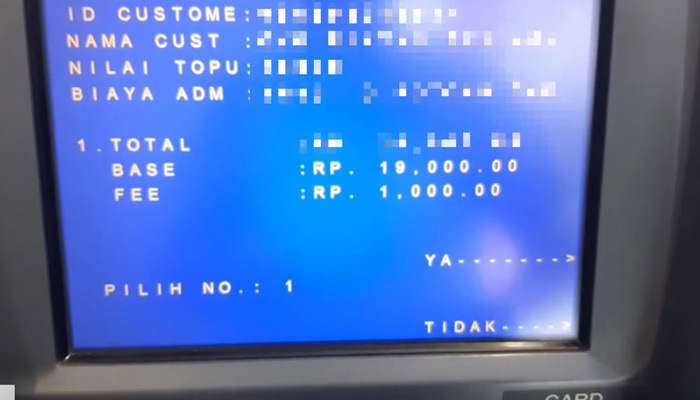 ID CUSTOME:
NAMA CUST :
NILAI TOPU:
BIAYA ADM :
1.TOTAL
BASE :RP. 19,000.00
FEE :RP. 1,000.00
YA------->
PILIH NO.: 1
TIDAK---->
CARD